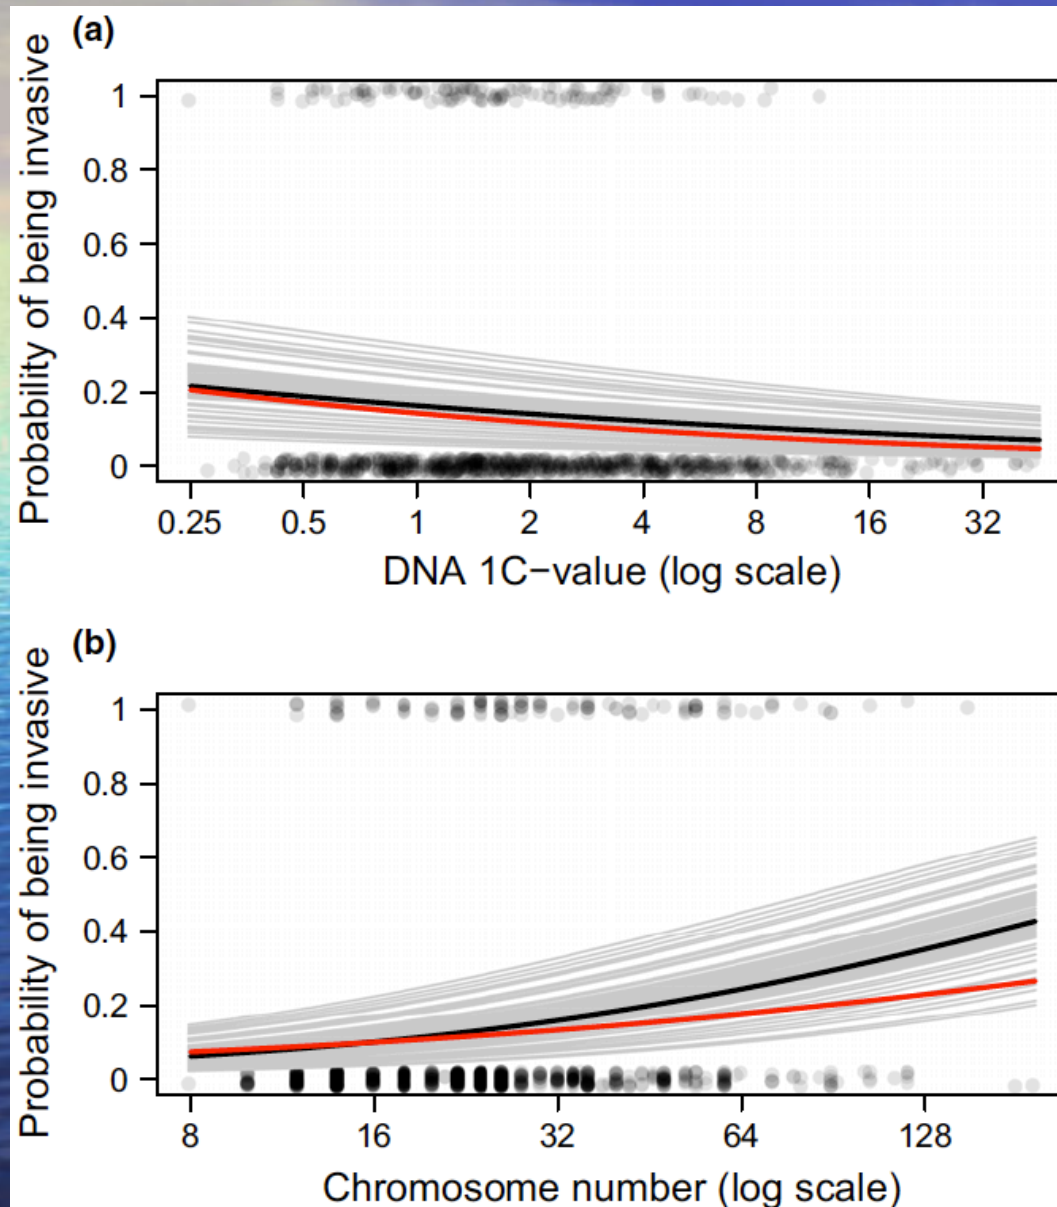 (a)
Probability of being invasive
1
0.8
0.6
0.4
0.2
0
0.25 0.5 1 2 4 8 16 32
DNA 1C−value (log scale)
(b)
Probability of being invasive
1
0.8
0.6
0.4
0.2
0
8 16 32 64 128
Chromosome number (log scale)